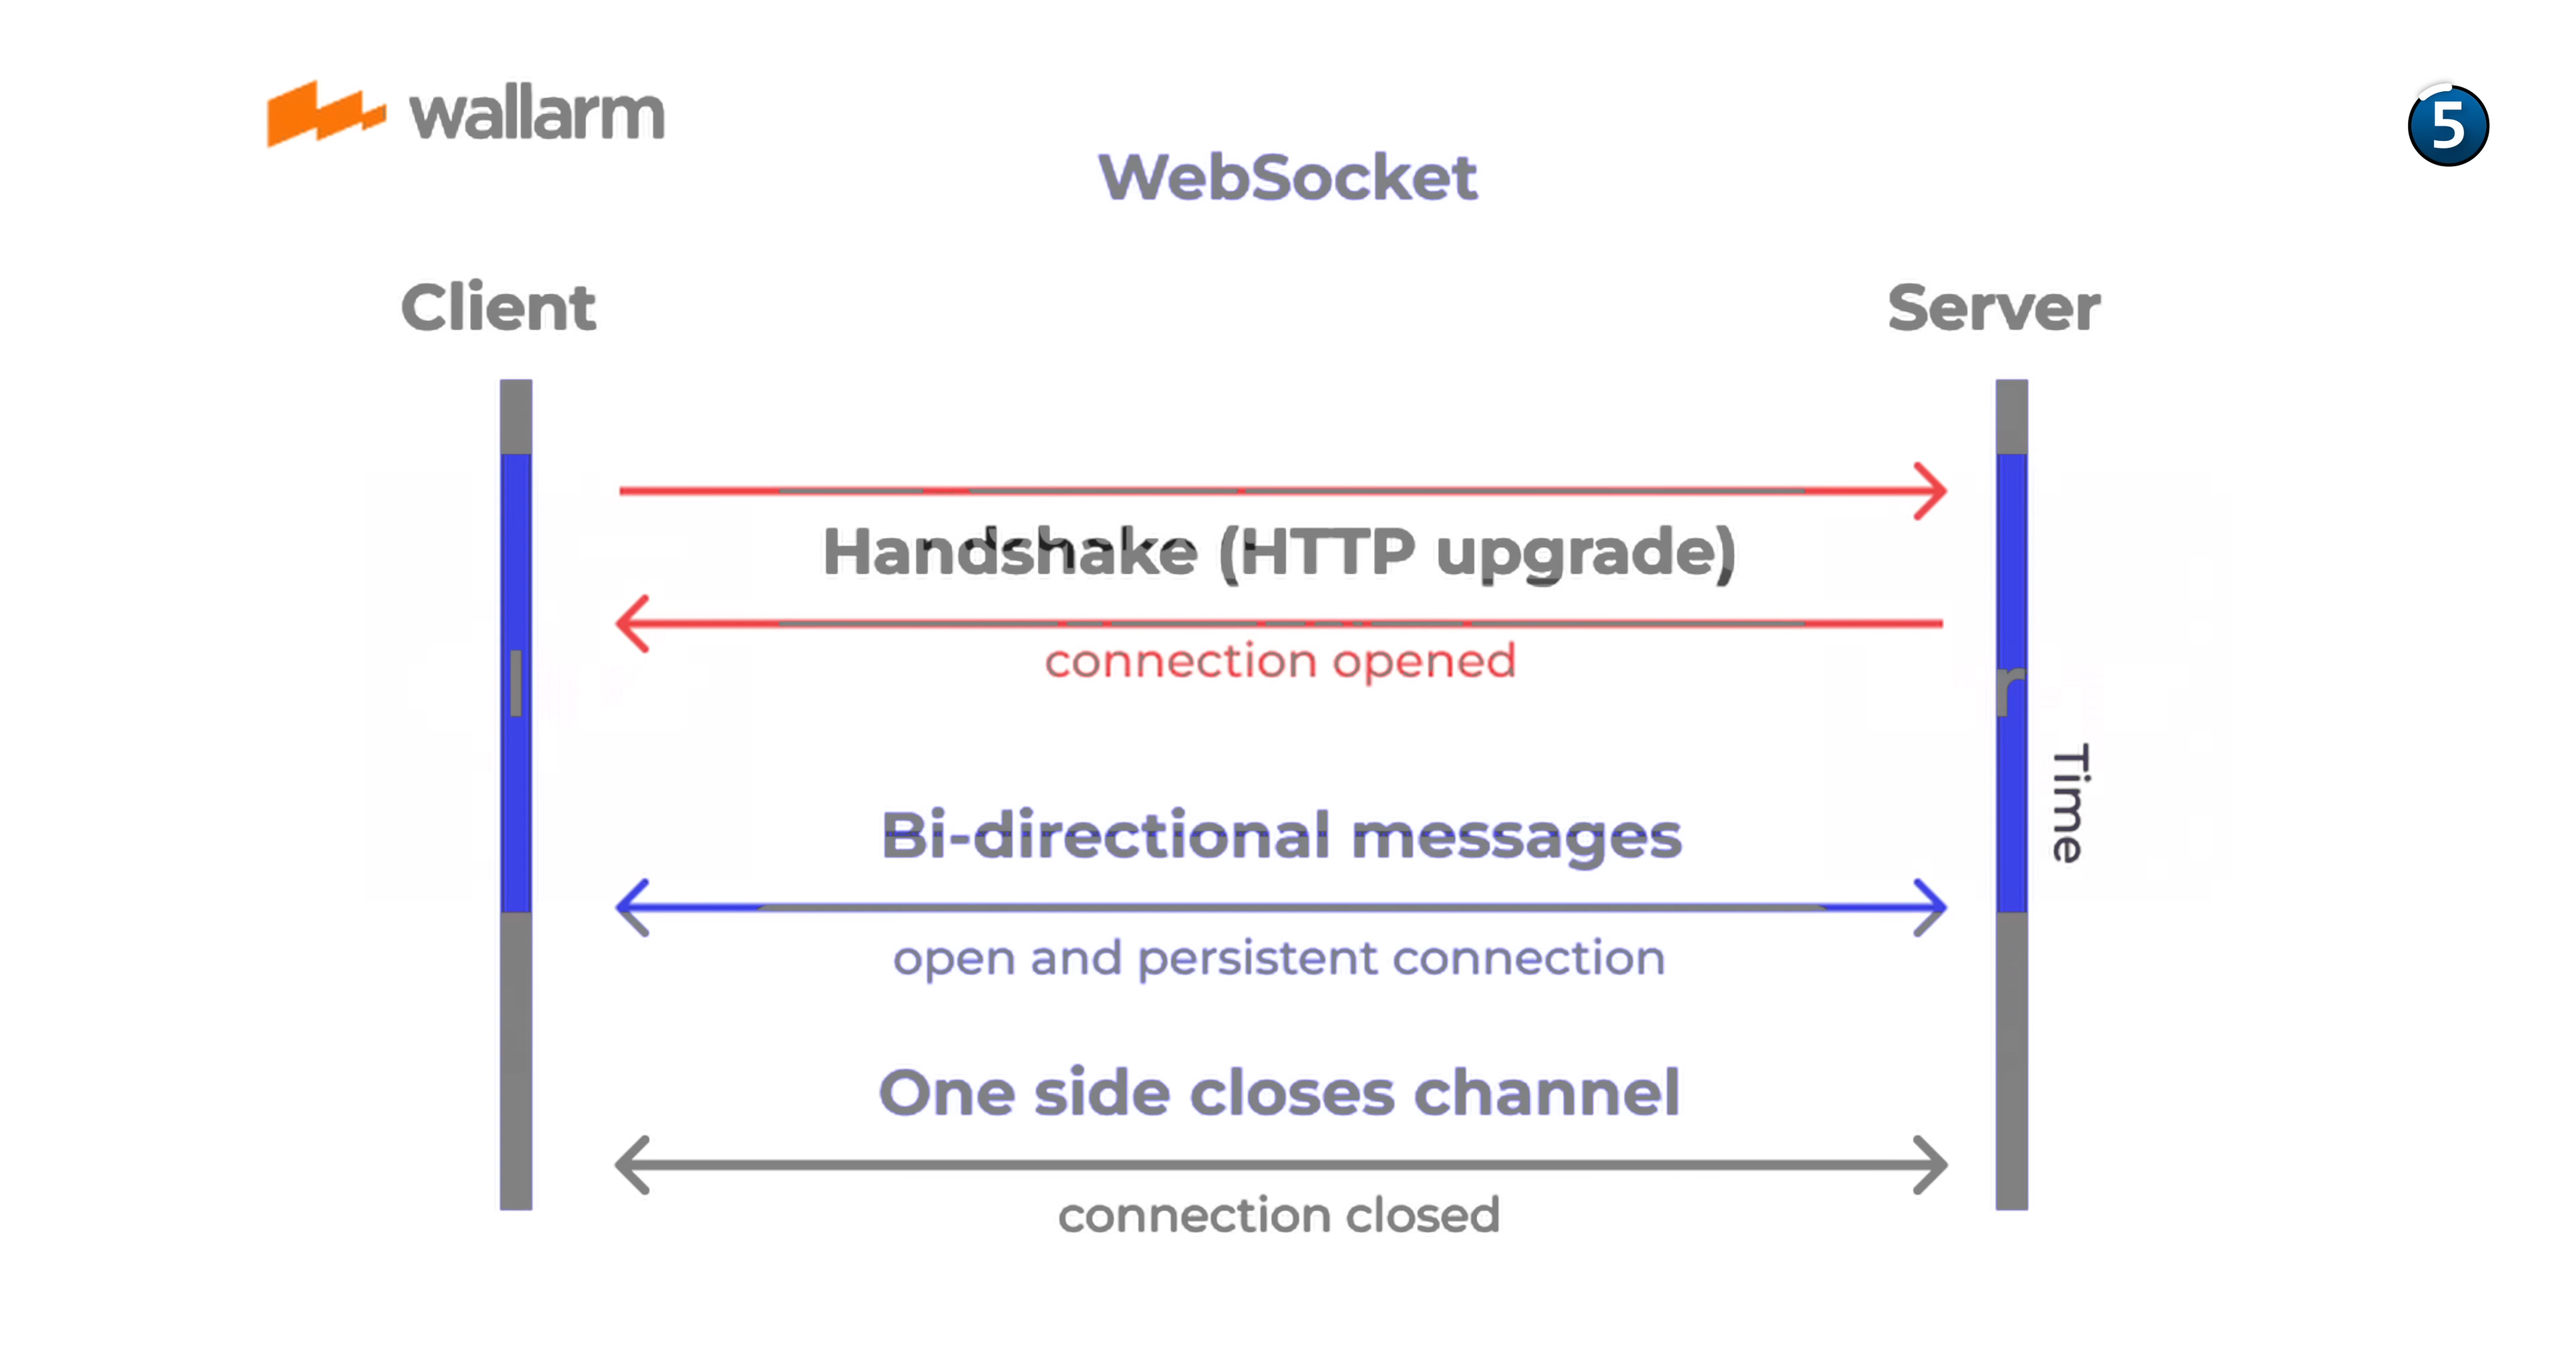 wallarm
5
WebSocket
Client
Server
Handshake (HTTP upgrade)
connection opened
Time
Bi-directional messages
open and persistent connection
One side closes channel
connection closed